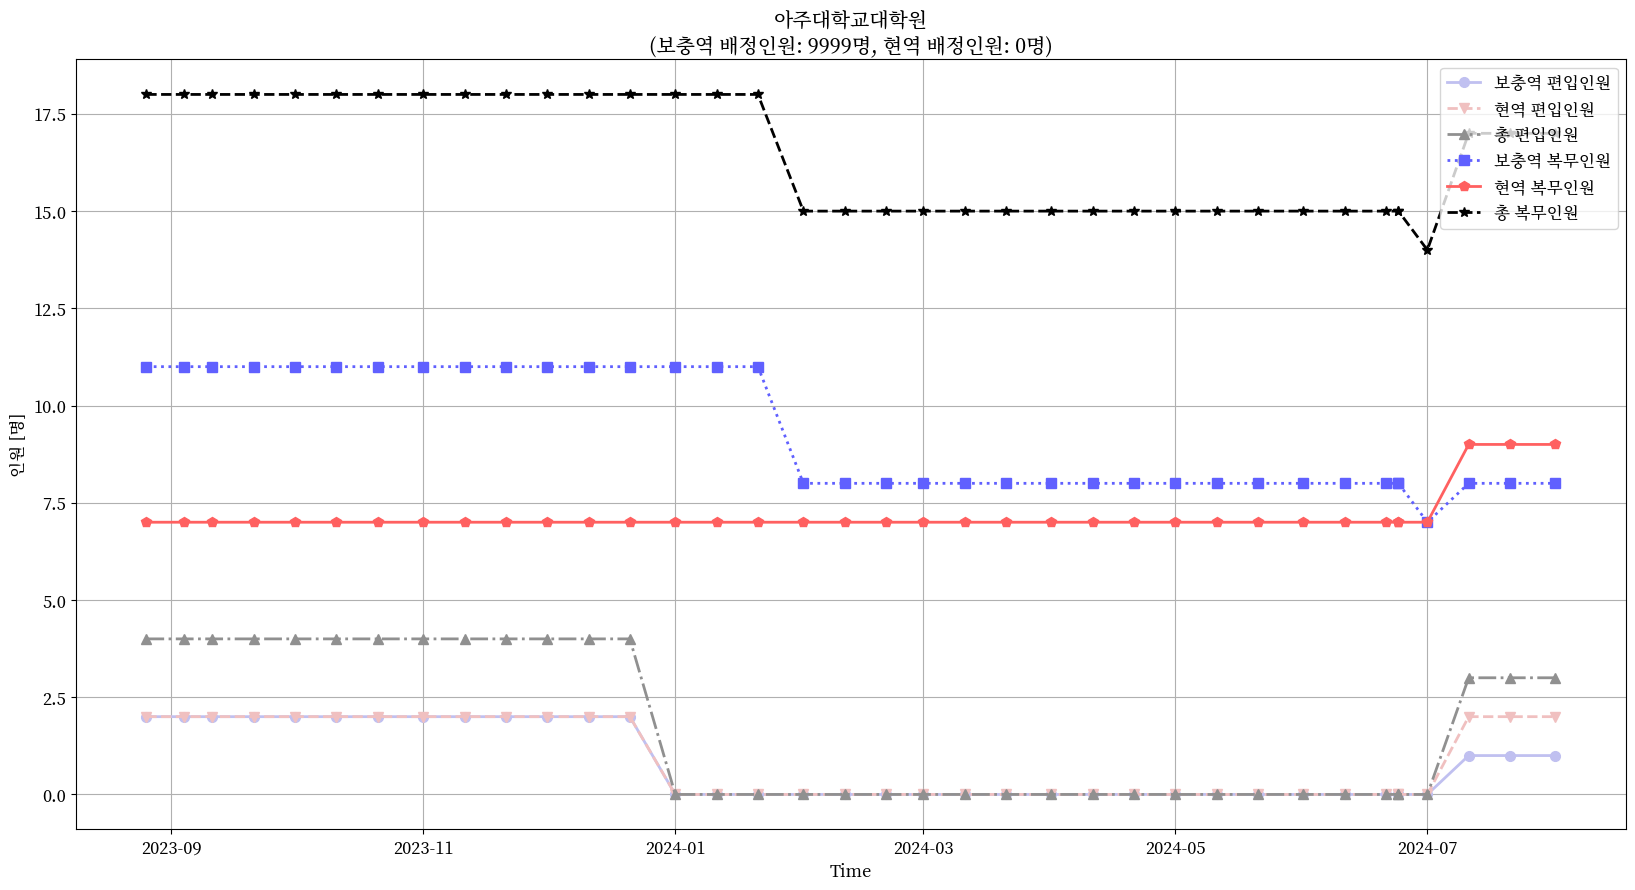 아주대학교대학원
(보충역 배정인원: 9999명, 현역 배정인원: 0명)
보충역 편입인원
현역 편입인원
총 편입인원
보충역 복무인원
현역 복무인원
총 복무인원
17.5
15.0
12.5
10.0
7.5
5.0
2.5
0.0
인원 [명]
2023-09
2023-11
2024-01
2024-03
2024-05
2024-07
Time